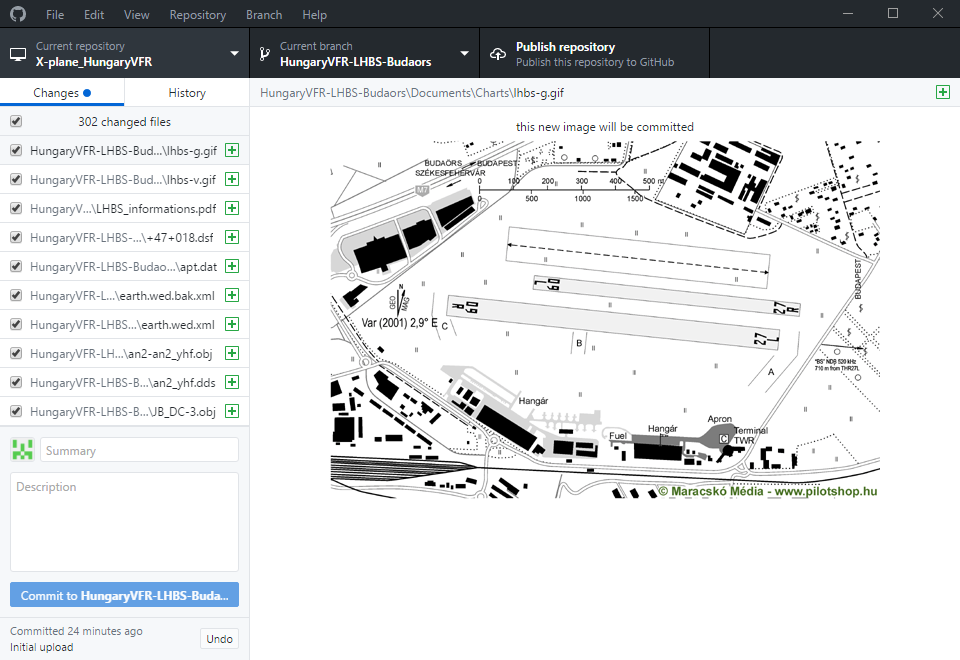 File Edit View Repository Branch Help
Current repository
X-plane_HungaryVFR
Current branch
HungaryVFR-LHBS-Budaors
Publish repository
Publish this repository to GitHub
Changes
History
HungaryVFR-LHBS-Budaors\Documents\Charts\lhbs-g.gif
302 changed files
HungaryVFR-LHBS-Bud...\lhbs-g.gif
HungaryVFR-LHBS-Bud...\lhbs-v.gif
HungaryV...\LHBS_informations.pdf
HungaryVFR-LHBS-...\+47+018.dsf
HungaryVFR-LHBS-Budao...\apt.dat
HungaryVFR-L...\earth.wed.bak.xml
HungaryVFR-LHBS...\earth.wed.xml
HungaryVFR-LH...\an2-an2_yhf.obj
HungaryVFR-LHBS-B...\an2_yhf.dds
HungaryVFR-LHBS-B...\JB_DC-3.obj
Summary
Description
Commit to HungaryVFR-LHBS-Buda...
Committed 24 minutes ago
Initial upload
Undo
this new image will be committed
BUDAÖRS
BUDAPEST
SZÉKESFEHÉRVÁR
M7
0 100 200 300 400 500 m
0 500 1000 1500
BUDAPEST
09 L
27 R
09 R
27 L
N
GEO
MAG
Var (2001) 2,9° E
C
B
A
"BS" NDB 520 kHz
710 m from THR27L
Hangár
Fuel
Hangár
Apron
C
Terminal
TWR
© Maracskó Média - www.pilotshop.hu